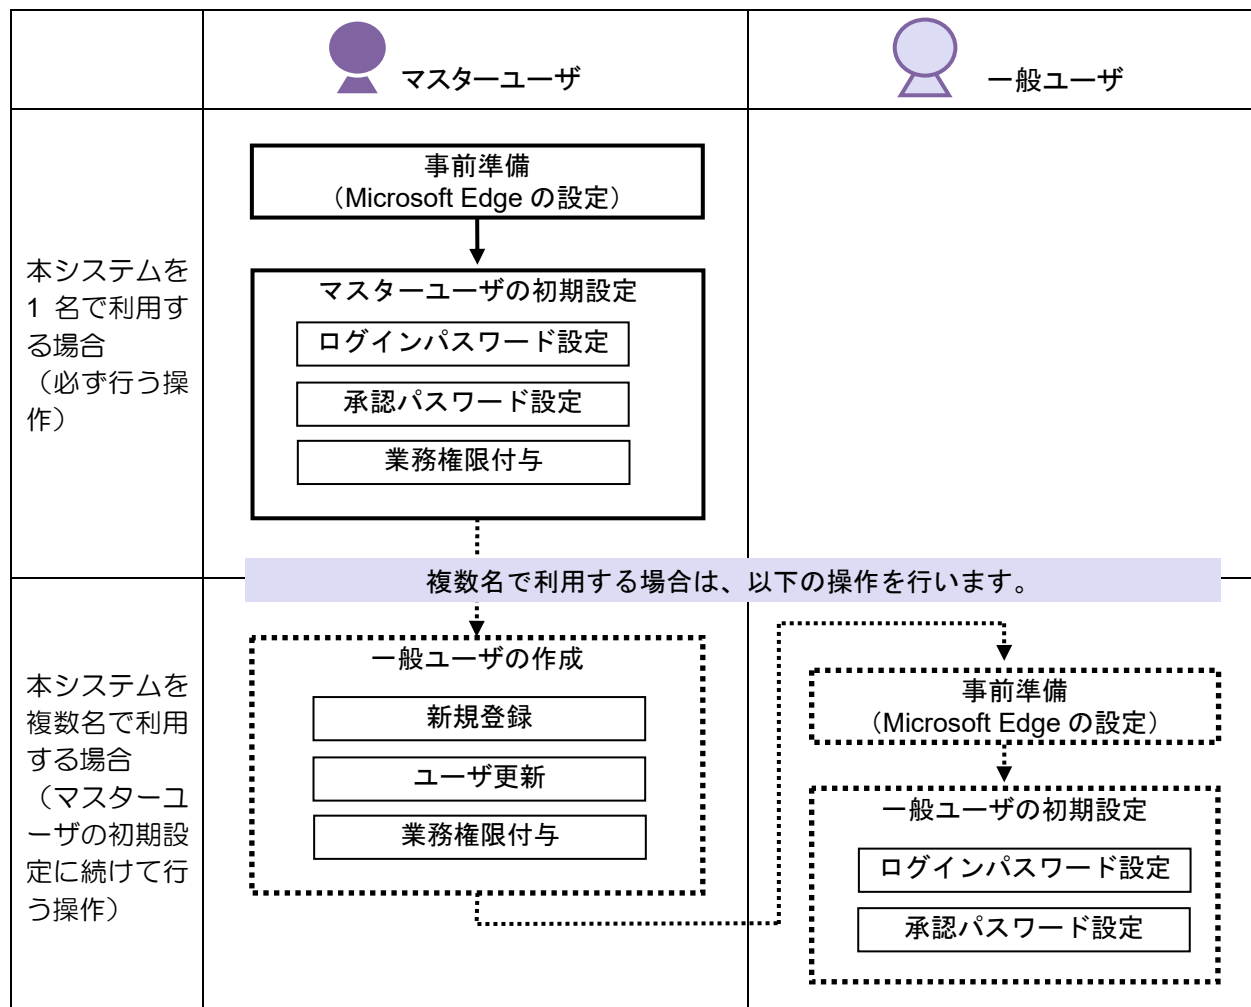 マスターユーザ
一般ユーザ
本システムを
1 名で利用す
る場合
（必ず行う操
作）
事前準備
（Microsoft Edge の設定）
マスターユーザの初期設定
ログインパスワード設定
承認パスワード設定
業務権限付与
複数名で利用する場合は、以下の操作を行います。
本システムを
複数名で利用
する場合
（マスターユ
ーザの初期設
定に続けて行
う操作）
一般ユーザの作成
新規登録
ユーザ更新
業務権限付与
事前準備
（Microsoft Edge の設定）
一般ユーザの初期設定
ログインパスワード設定
承認パスワード設定